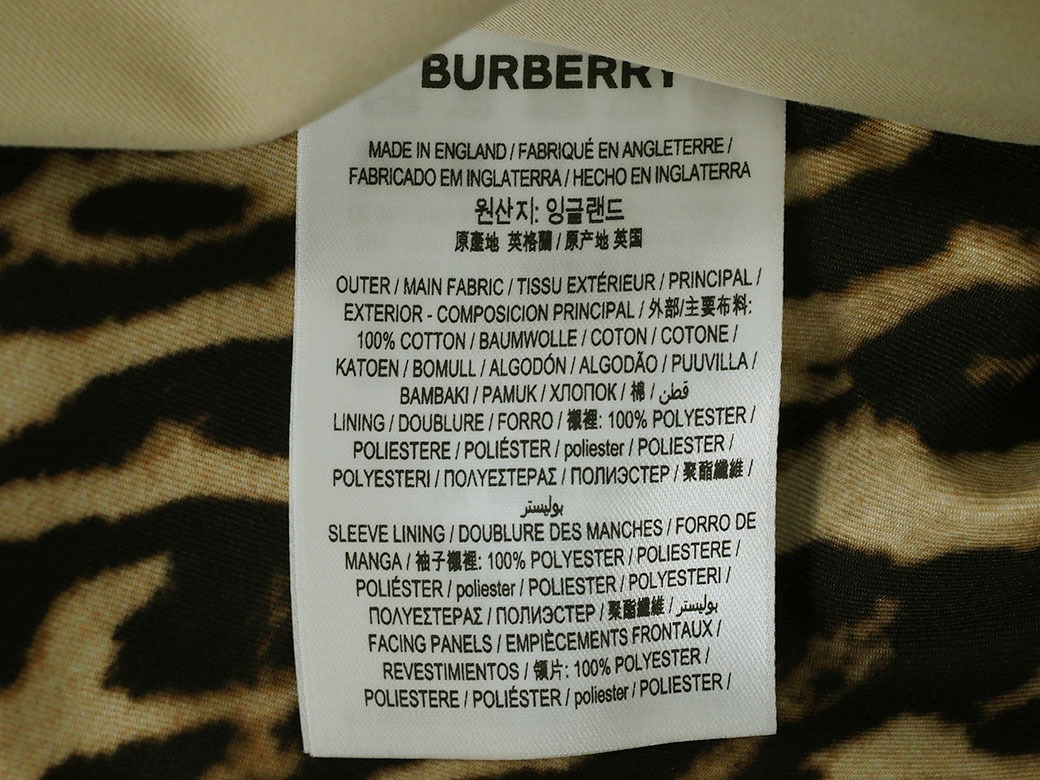 BURBERRY
MADE IN ENGLAND / FABRIQUÉ EN ANGLETERRE /
FABRICADO EM INGLATERRA / HECHO EN INGLATERRA
원산지: 잉글랜드
原產地 英格蘭 / 原产地 英国
OUTER / MAIN FABRIC / TISSU EXTÉRIEUR / PRINCIPAL /
EXTERIOR - COMPOSICION PRINCIPAL / 外部/主要布料:
100% COTTON / BAUMWOLLE / COTON / COTONE /
KATOEN / BOMULL / ALGODÓN / ALGODÃO / PUUVILLA /
BAMBAKI / PAMUK / ХЛОПОК / 棉 / قطن
LINING / DOUBLURE / FORRO / 襯裡: 100% POLYESTER /
POLIESTERE / POLIÉSTER / poliester / POLIESTER /
POLYESTERI / ΠΟΛΥΕΣΤΕΡΑΣ / ПОЛИЭСТЕР / 聚酯纖維 /
بوليستر
SLEEVE LINING / DOUBLURE DES MANCHES / FORRO DE
MANGA / 袖子襯裡: 100% POLYESTER / POLIESTERE /
POLIÉSTER / poliester / POLIESTER / POLYESTERI /
ΠΟΛΥΕΣΤΕΡΑΣ / ПОЛИЭСТЕР / 聚酯纖維 / بوليستر
FACING PANELS / EMPIÈCEMENTS FRONTAUX /
REVESTIMIENTOS / 領片: 100% POLYESTER /
POLIESTERE / POLIÉSTER / poliester / POLIESTER /